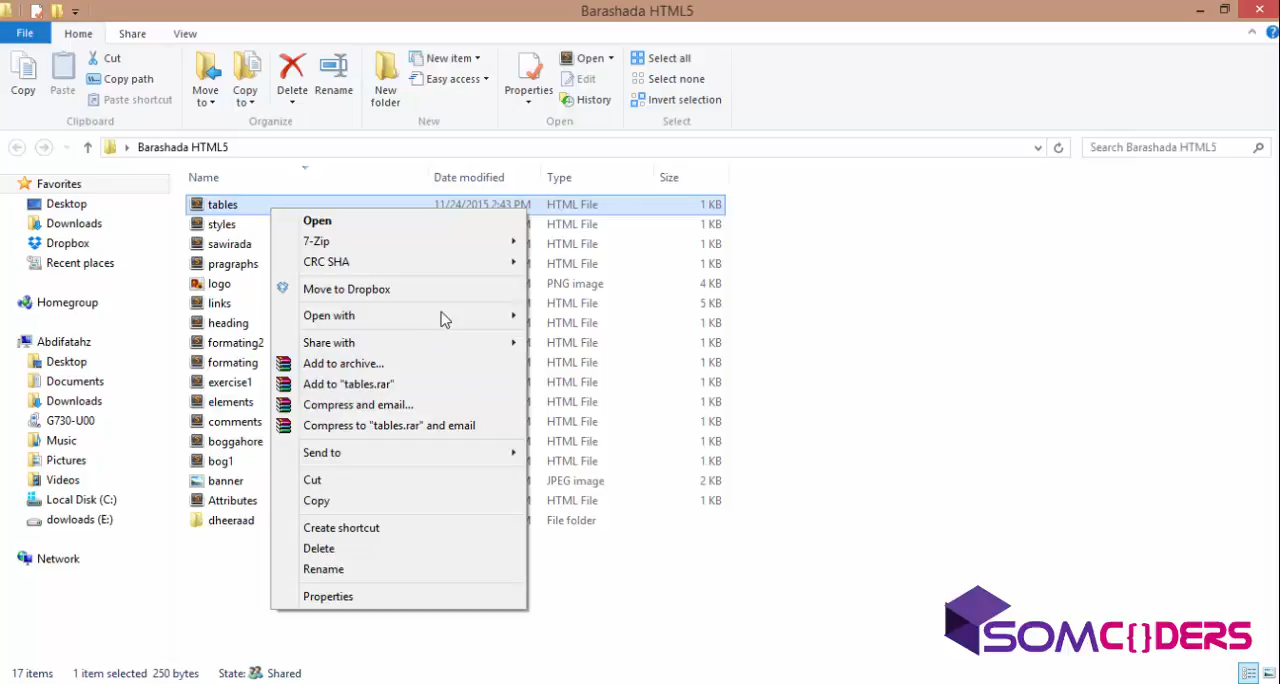 Barashada HTML5
File Home Share View
Copy
Paste
Cut
Copy path
Paste shortcut
Clipboard
Move to
Copy to
Delete
Rename
Organize
New folder
New item
Easy access
New
Properties
Open
Edit
History
Open
Select all
Select none
Invert selection
Select
Barashada HTML5
Search Barashada HTML5
Favorites
Desktop
Downloads
Dropbox
Recent places
Homegroup
Abdifatahz
Desktop
Documents
Downloads
G730-U00
Music
Pictures
Videos
Local Disk (C:)
dowloads (E:)
Network
Name Date modified Type Size
tables 11/24/2015 2:43 PM HTML File 1 KB
styles HTML File 1 KB
sawirada HTML File 1 KB
pragraphs HTML File 1 KB
logo PNG image 4 KB
links HTML File 5 KB
heading HTML File 1 KB
formating2 HTML File 1 KB
formating HTML File 1 KB
exercise1 HTML File 1 KB
elements HTML File 1 KB
comments HTML File 1 KB
boggahore HTML File 1 KB
bog1 HTML File 1 KB
banner JPEG image 2 KB
Attributes HTML File 1 KB
dheeraad File folder
Open
7-Zip
CRC SHA
Move to Dropbox
Open with
Share with
Add to archive...
Add to "tables.rar"
Compress and email...
Compress to "tables.rar" and email
Send to
Cut
Copy
Create shortcut
Delete
Rename
Properties
SOMC{}DERS
17 items 1 item selected 250 bytes State: Shared